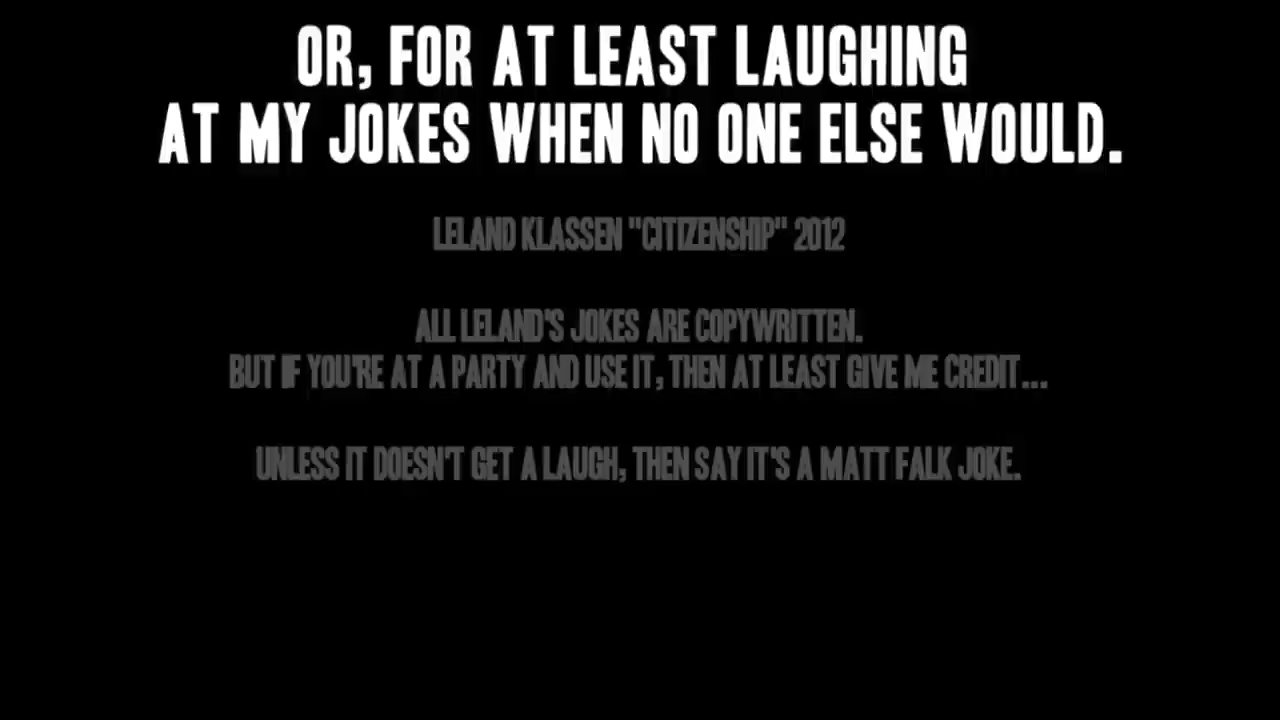 OR, FOR AT LEAST LAUGHING
AT MY JOKES WHEN NO ONE ELSE WOULD.
LELAND KLASSEN "CITIZENSHIP" 2012
ALL LELAND'S JOKES ARE COPYWRITTEN.
BUT IF YOU'RE AT A PARTY AND USE IT, THEN AT LEAST GIVE ME CREDIT...
UNLESS IT DOESN'T GET A LAUGH, THEN SAY IT'S A MATT FALK JOKE.